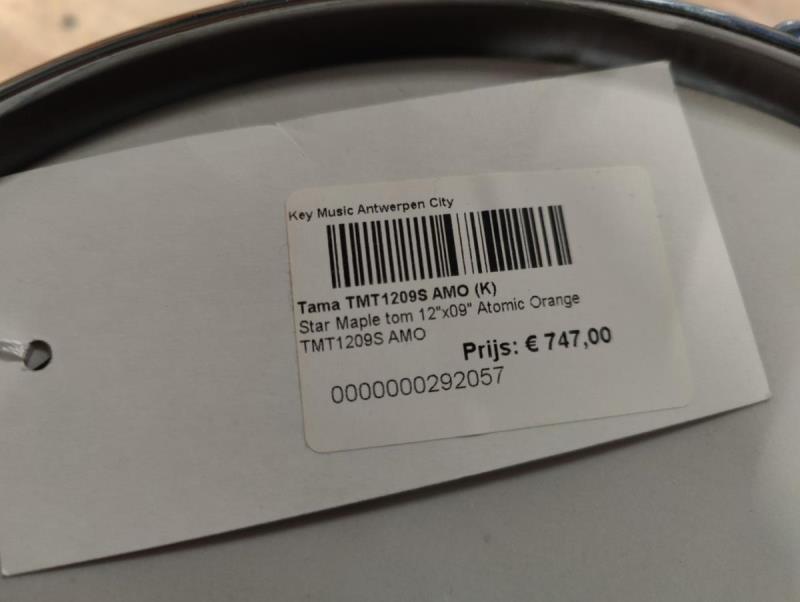 Key Music Antwerpen City
Tama TMT1209S AMO (K)
Star Maple tom 12"x09" Atomic Orange
TMT1209S AMO
Prijs: € 747,00
0000000292057